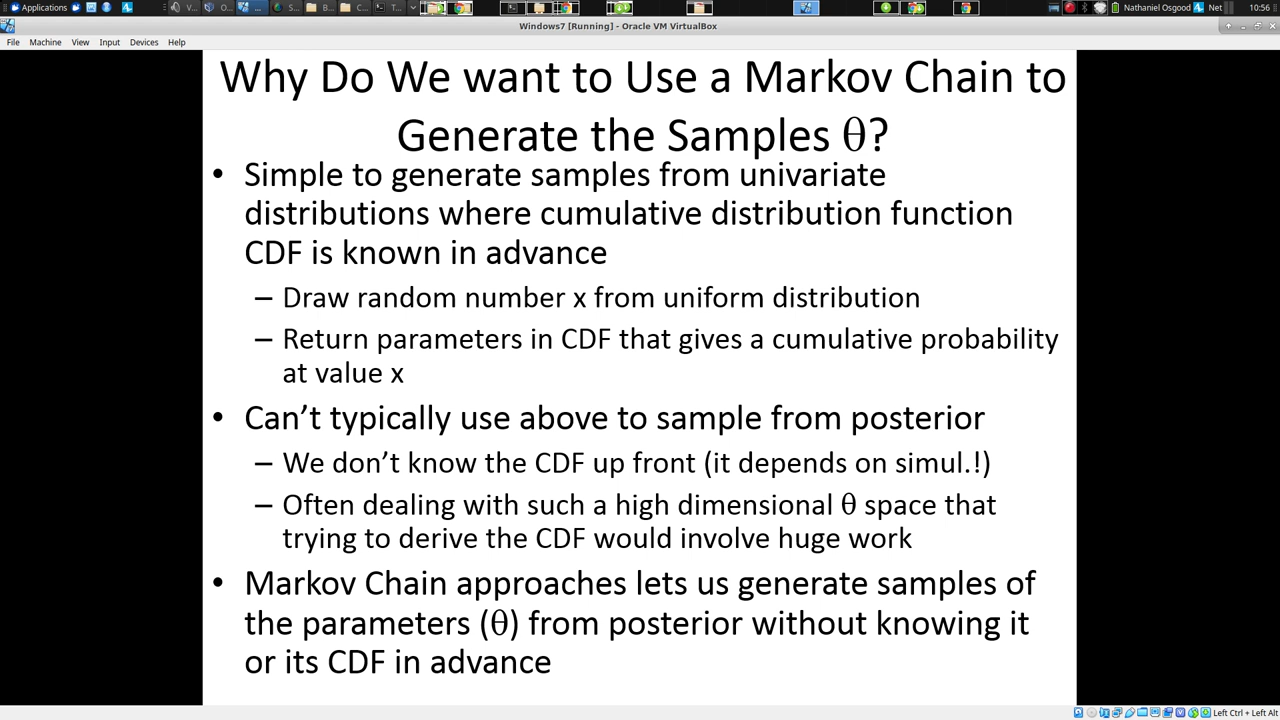 Applications
V...
O...
...
S...
B...
C...
T...
Nathaniel Osgood
Net
10:56
Windows7 [Running] - Oracle VM VirtualBox
File Machine View Input Devices Help
Why Do We want to Use a Markov Chain to
Generate the Samples θ?
• Simple to generate samples from univariate
distributions where cumulative distribution function
CDF is known in advance
– Draw random number x from uniform distribution
– Return parameters in CDF that gives a cumulative probability
at value x
• Can’t typically use above to sample from posterior
– We don’t know the CDF up front (it depends on simul.!)
– Often dealing with such a high dimensional θ space that
trying to derive the CDF would involve huge work
• Markov Chain approaches lets us generate samples of
the parameters (θ) from posterior without knowing it
or its CDF in advance
Left Ctrl + Left Alt